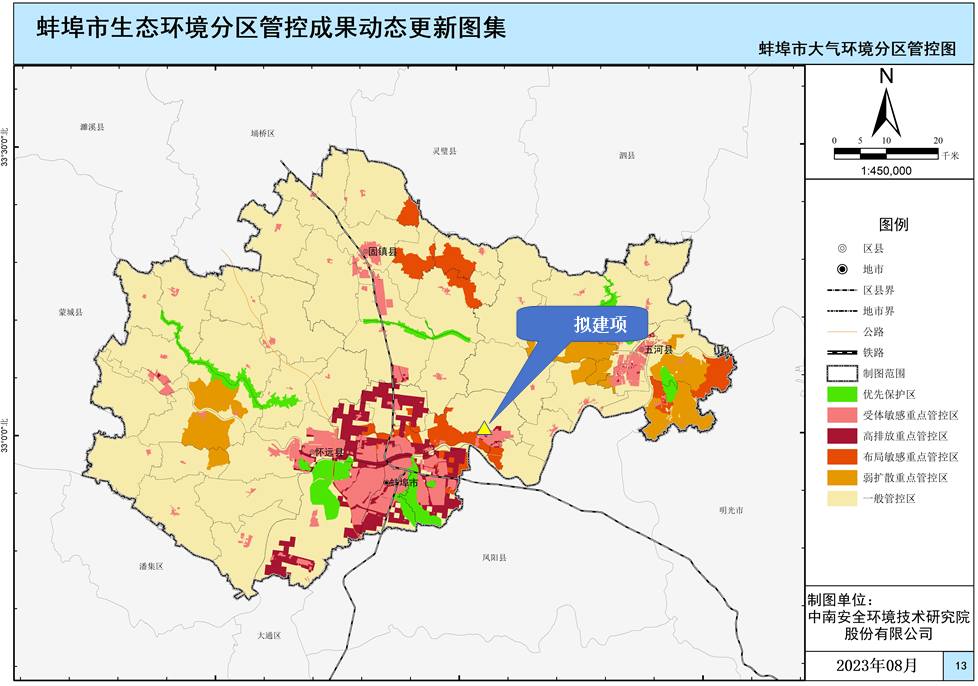 蚌埠市生态环境分区管控成果动态更新图集
蚌埠市大气环境分区管控图
N
0 5 10 20
千米
1:450,000
33°30'0"北
33°0'0"北
濉溪县
埇桥区
灵璧县
泗县
固镇县
蒙城县
拟建项
五河县
怀远县
蚌埠市
明光市
凤阳县
潘集区
大通区
图例
区县
地市
区县界
地市界
公路
铁路
制图范围
优先保护区
受体敏感重点管控区
高排放重点管控区
布局敏感重点管控区
弱扩散重点管控区
一般管控区
制图单位：
中南安全环境技术研究院
股份有限公司
2023年08月
13